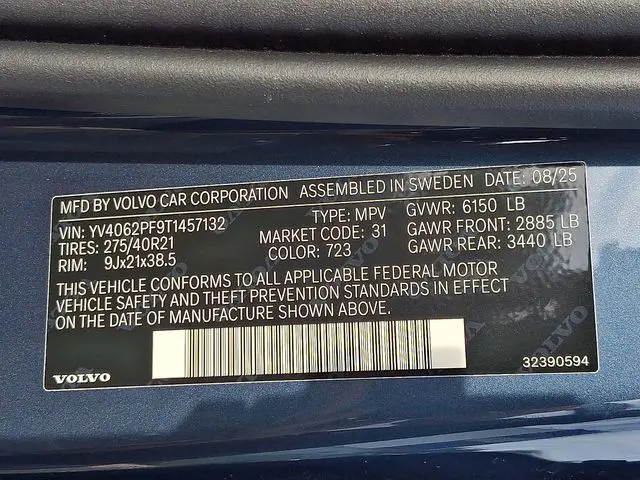 MFD BY VOLVO CAR CORPORATION ASSEMBLED IN SWEDEN DATE: 08/25
VIN: YV4062PF9T1457132 TYPE: MPV GVWR: 6150 LB
TIRES: 275/40R21 MARKET CODE: 31 GAWR FRONT: 2885 LB
RIM: 9Jx21x38.5 COLOR: 723 GAWR REAR: 3440 LB
THIS VEHICLE CONFORMS TO ALL APPLICABLE FEDERAL MOTOR
VEHICLE SAFETY AND THEFT PREVENTION STANDARDS IN EFFECT
ON THE DATE OF MANUFACTURE SHOWN ABOVE.
VOLVO 32390594